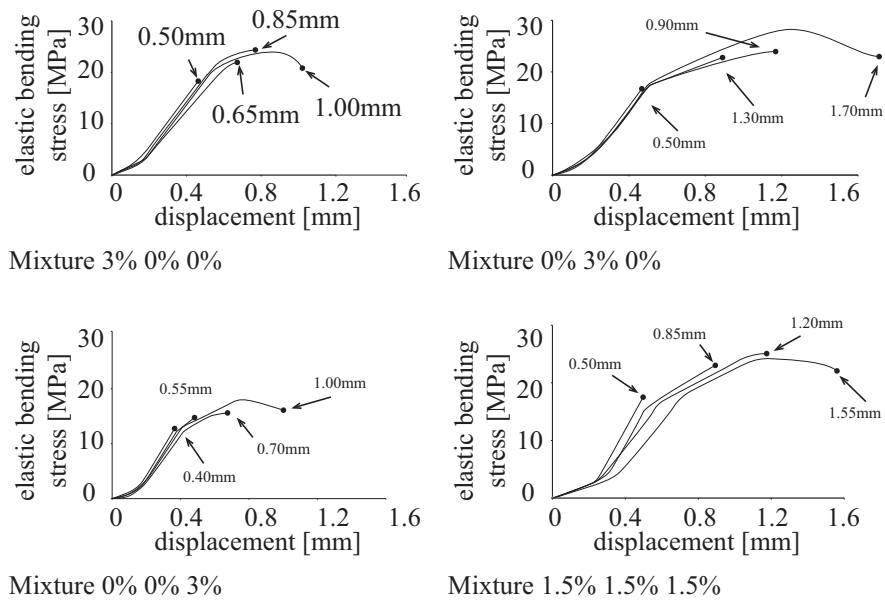 elastic bending
stress [MPa]
30
20
10
0
0.50mm
0.85mm
0.65mm
1.00mm
0 0.4 0.8 1.2 1.6
displacement [mm]
Mixture 3% 0% 0%
elastic bending
stress [MPa]
30
20
10
0
0.90mm
0.50mm
1.30mm
1.70mm
0 0.4 0.8 1.2 1.6
displacement [mm]
Mixture 0% 3% 0%
elastic bending
stress [MPa]
30
20
10
0
0.55mm
1.00mm
0.70mm
0.40mm
0 0.4 0.8 1.2 1.6
displacement [mm]
Mixture 0% 0% 3%
elastic bending
stress [MPa]
30
20
10
0
0.50mm
0.85mm
1.20mm
1.55mm
0 0.4 0.8 1.2 1.6
displacement [mm]
Mixture 1.5% 1.5% 1.5%